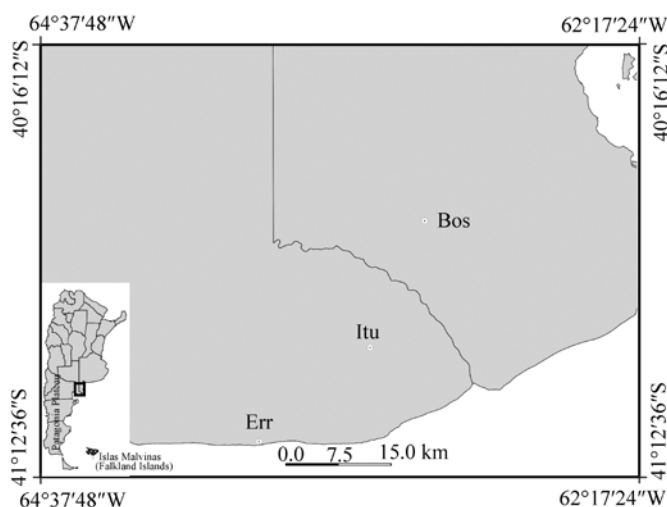 64°37′48″W
62°17′24″W
40°16′12″S
40°16′12″S
Bos
Itu
Err
0.0 7.5 15.0 km
Patagonia Plateau
Islas Malvinas
(Falkland Islands)
41°12′36″S
41°12′36″S
64°37′48″W
62°17′24″W